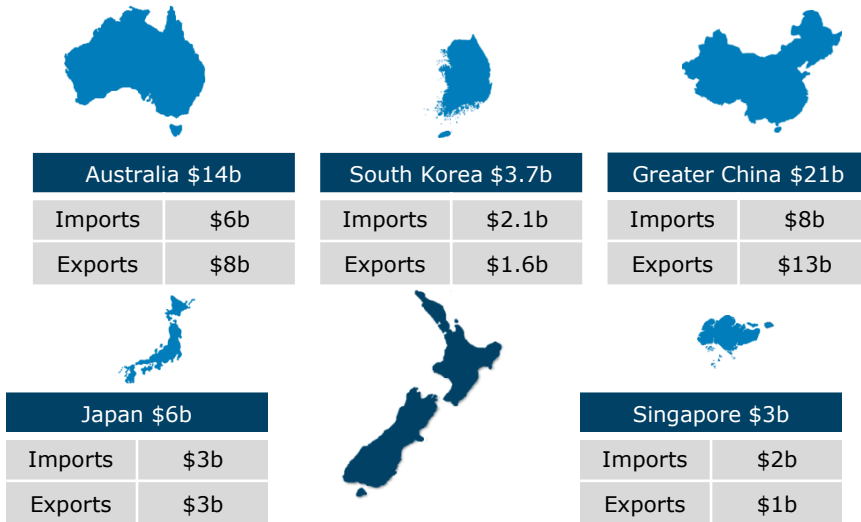 Australia $14b
Imports $6b
Exports $8b
South Korea $3.7b
Imports $2.1b
Exports $1.6b
Greater China $21b
Imports $8b
Exports $13b
Japan $6b
Imports $3b
Exports $3b
Singapore $3b
Imports $2b
Exports $1b